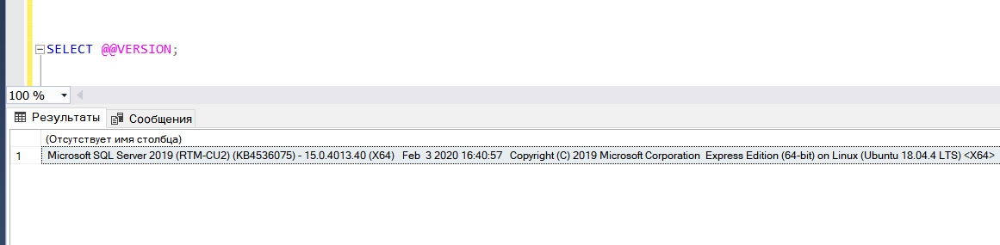 SELECT @@VERSION;
100 %
Результаты Сообщения
(Отсутствует имя столбца)
1 Microsoft SQL Server 2019 (RTM-CU2) (KB4536075) - 15.0.4013.40 (X64) Feb 3 2020 16:40:57 Copyright (C) 2019 Microsoft Corporation Express Edition (64-bit) on Linux (Ubuntu 18.04.4 LTS) <X64>